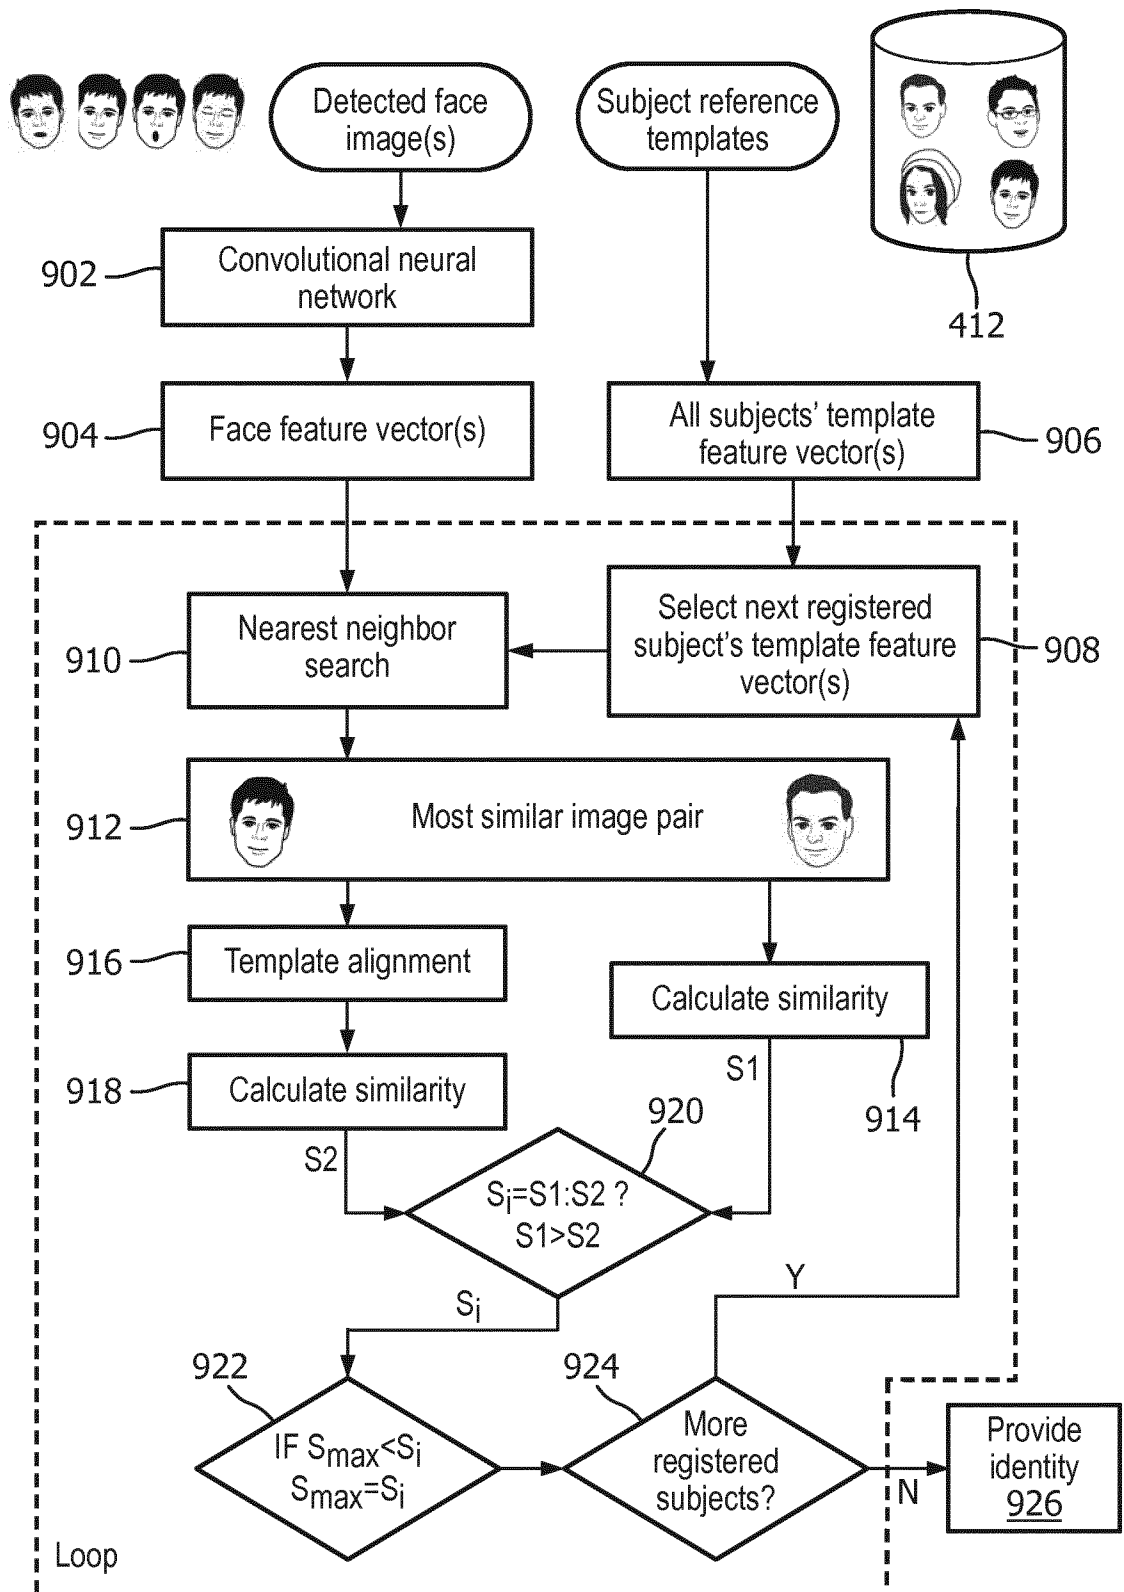 Detected face
image(s)
Subject reference
templates
412
902
Convolutional neural
network
904
Face feature vector(s)
All subjects' template
feature vector(s)
906
910
Nearest neighbor
search
Select next registered
subject's template feature
vector(s)
908
912
Most similar image pair
916
Template alignment
Calculate similarity
914
S1
918
Calculate similarity
S2
920
Si=S1:S2 ?
S1>S2
Si
Y
922
IF Smax<Si
Smax=Si
924
More
registered
subjects?
N
Provide
identity
926
Loop